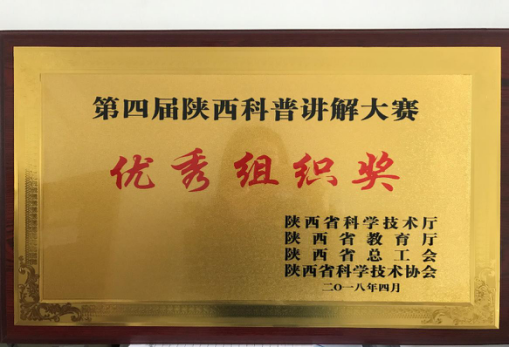 第四届陕西科普讲解大赛
优秀组织奖
陕西省科学技术厅
陕西省教育厅
陕西省总工会
陕西省科学技术协会
二〇一八年四月